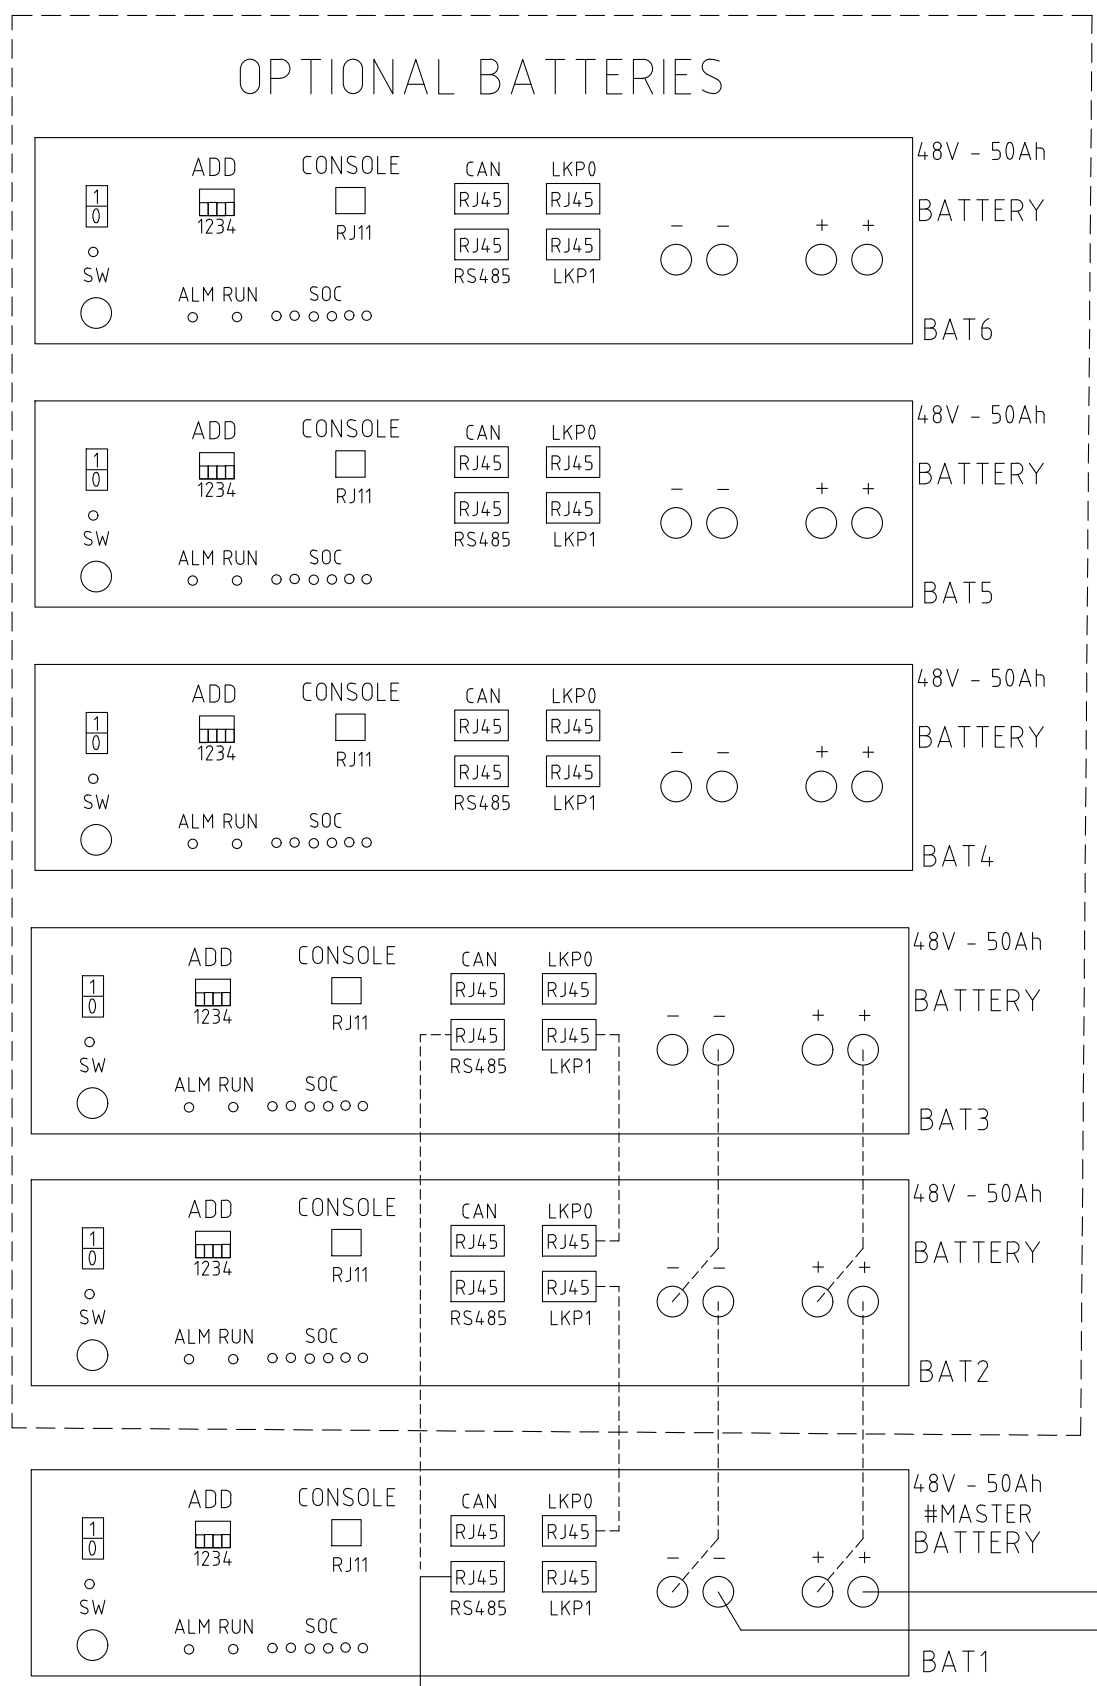 OPTIONAL BATTERIES
48V - 50Ah
ADD CONSOLE CAN LKP0
1 RJ45 RJ45
0 1234 RJ11 BATTERY
- - + +
RJ45 RJ45
SW RS485 LKP1
ALM RUN SOC
BAT6
48V - 50Ah
ADD CONSOLE CAN LKP0
1 RJ45 RJ45
0 1234 RJ11 BATTERY
- - + +
RJ45 RJ45
SW RS485 LKP1
ALM RUN SOC
BAT5
48V - 50Ah
ADD CONSOLE CAN LKP0
1 RJ45 RJ45
0 1234 RJ11 BATTERY
- - + +
RJ45 RJ45
SW RS485 LKP1
ALM RUN SOC
BAT4
48V - 50Ah
ADD CONSOLE CAN LKP0
1 RJ45 RJ45
0 1234 RJ11 BATTERY
- - + +
RJ45 RJ45
SW RS485 LKP1
ALM RUN SOC
BAT3
48V - 50Ah
ADD CONSOLE CAN LKP0
1 RJ45 RJ45
0 1234 RJ11 BATTERY
- - + +
RJ45 RJ45
SW RS485 LKP1
ALM RUN SOC
BAT2
48V - 50Ah
ADD CONSOLE CAN LKP0
#MASTER
1 RJ45 RJ45
0 1234 RJ11 BATTERY
- - + +
RJ45 RJ45
SW RS485 LKP1
ALM RUN SOC
BAT1